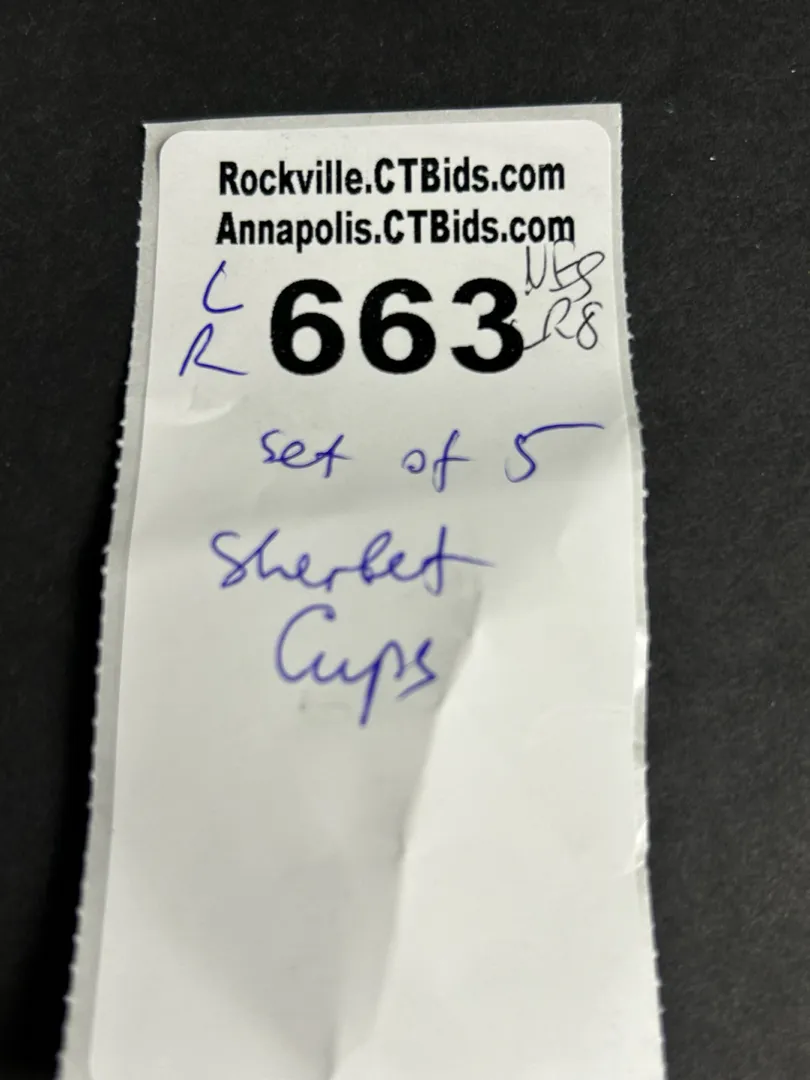 Rockville.CTBids.com
Annapolis.CTBids.com
C
R
663
R8
set of 5
Sherbet
Cups